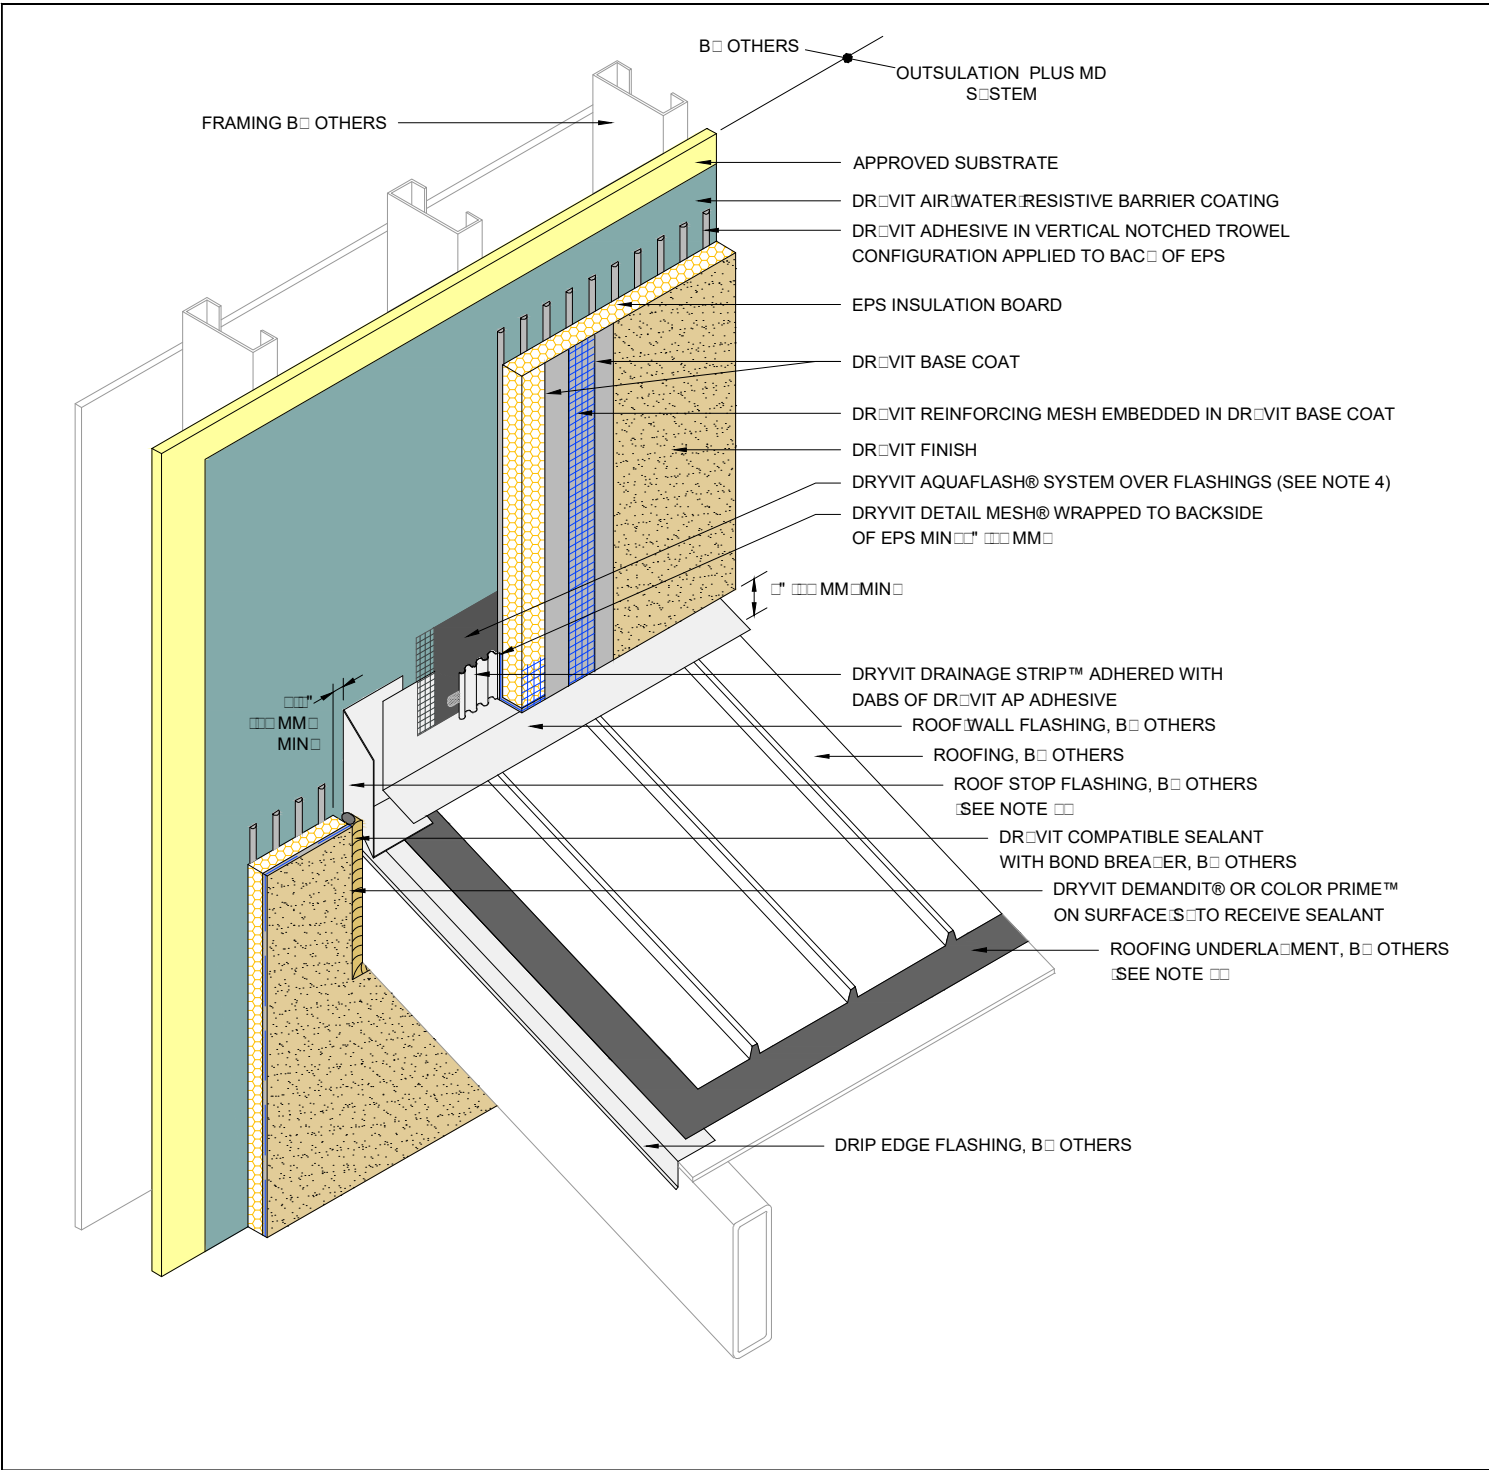 B□ OTHERS
OUTSULATION PLUS MD
S□STEM
FRAMING B□ OTHERS
APPROVED SUBSTRATE
DR□VIT AIR□WATER□RESISTIVE BARRIER COATING
DR□VIT ADHESIVE IN VERTICAL NOTCHED TROWEL
CONFIGURATION APPLIED TO BAC□ OF EPS
EPS INSULATION BOARD
DR□VIT BASE COAT
DR□VIT REINFORCING MESH EMBEDDED IN DR□VIT BASE COAT
DR□VIT FINISH
DRYVIT AQUAFLASH® SYSTEM OVER FLASHINGS (SEE NOTE 4)
DRYVIT DETAIL MESH® WRAPPED TO BACKSIDE
OF EPS MIN□□" □□□ MM□
□" □□□ MM□MIN□
DRYVIT DRAINAGE STRIP™ ADHERED WITH
DABS OF DR□VIT AP ADHESIVE
□□□"
□□□ MM□
MIN□
ROOF□WALL FLASHING, B□ OTHERS
ROOFING, B□ OTHERS
ROOF STOP FLASHING, B□ OTHERS
□SEE NOTE □□
DR□VIT COMPATIBLE SEALANT
WITH BOND BREA□ER, B□ OTHERS
DRYVIT DEMANDIT® OR COLOR PRIME™
ON SURFACE□S□TO RECEIVE SEALANT
ROOFING UNDERLA□MENT, B□ OTHERS
□SEE NOTE □□
DRIP EDGE FLASHING, B□ OTHERS